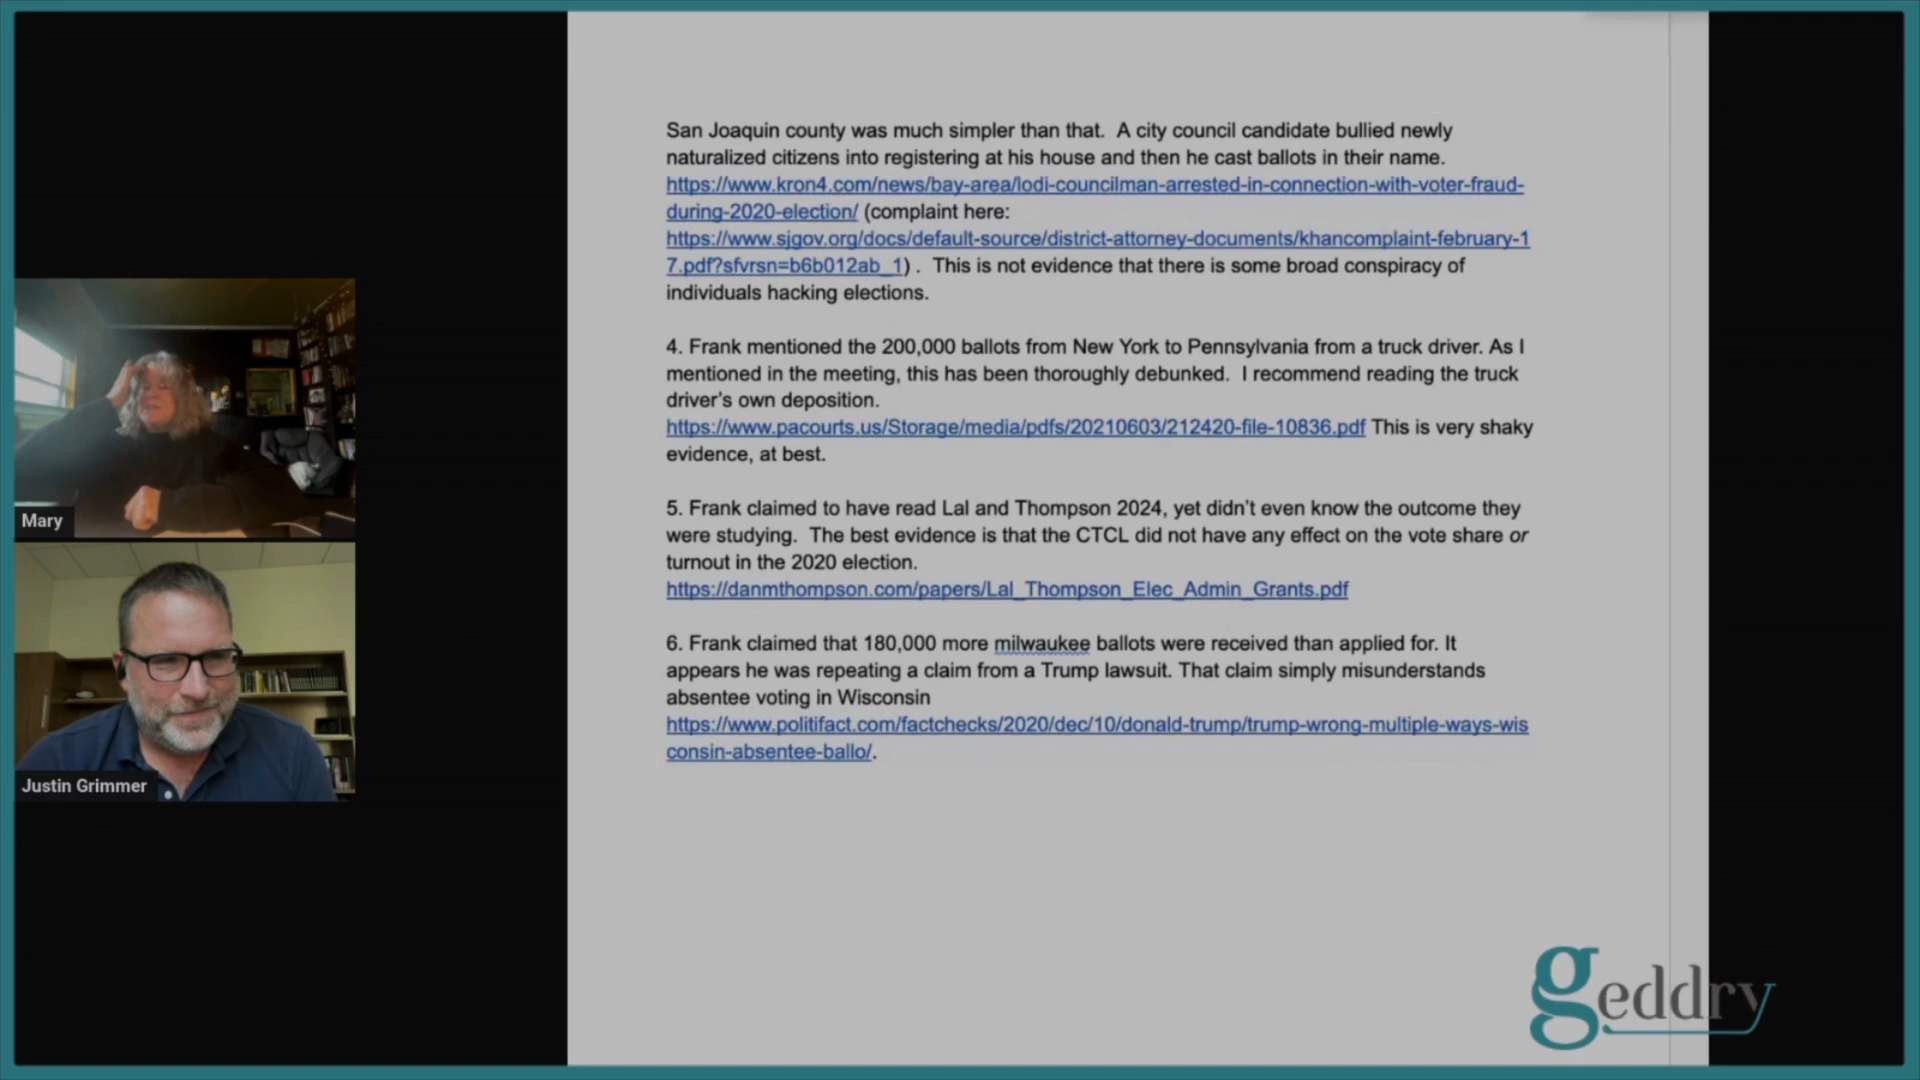 San Joaquin county was much simpler than that.  A city council candidate bullied newly
naturalized citizens into registering at his house and then he cast ballots in their name.
https://www.kron4.com/news/bay-area/lodi-councilman-arrested-in-connection-with-voter-fraud-
during-2020-election/ (complaint here:
https://www.sjgov.org/docs/default-source/district-attorney-documents/khancomplaint-february-1
7.pdf?sfvrsn=b6b012ab_1) .  This is not evidence that there is some broad conspiracy of
individuals hacking elections.
4. Frank mentioned the 200,000 ballots from New York to Pennsylvania from a truck driver. As I
mentioned in the meeting, this has been thoroughly debunked.  I recommend reading the truck
driver's own deposition.
https://www.pacourts.us/Storage/media/pdfs/20210603/212420-file-10836.pdf This is very shaky
evidence, at best.
5. Frank claimed to have read Lal and Thompson 2024, yet didn't even know the outcome they
were studying.  The best evidence is that the CTCL did not have any effect on the vote share or
turnout in the 2020 election.
https://danmthompson.com/papers/Lal_Thompson_Elec_Admin_Grants.pdf
6. Frank claimed that 180,000 more milwaukee ballots were received than applied for. It
appears he was repeating a claim from a Trump lawsuit. That claim simply misunderstands
absentee voting in Wisconsin
https://www.politifact.com/factchecks/2020/dec/10/donald-trump/trump-wrong-multiple-ways-wis
consin-absentee-ballo/.
Mary
Justin Grimmer
geddry